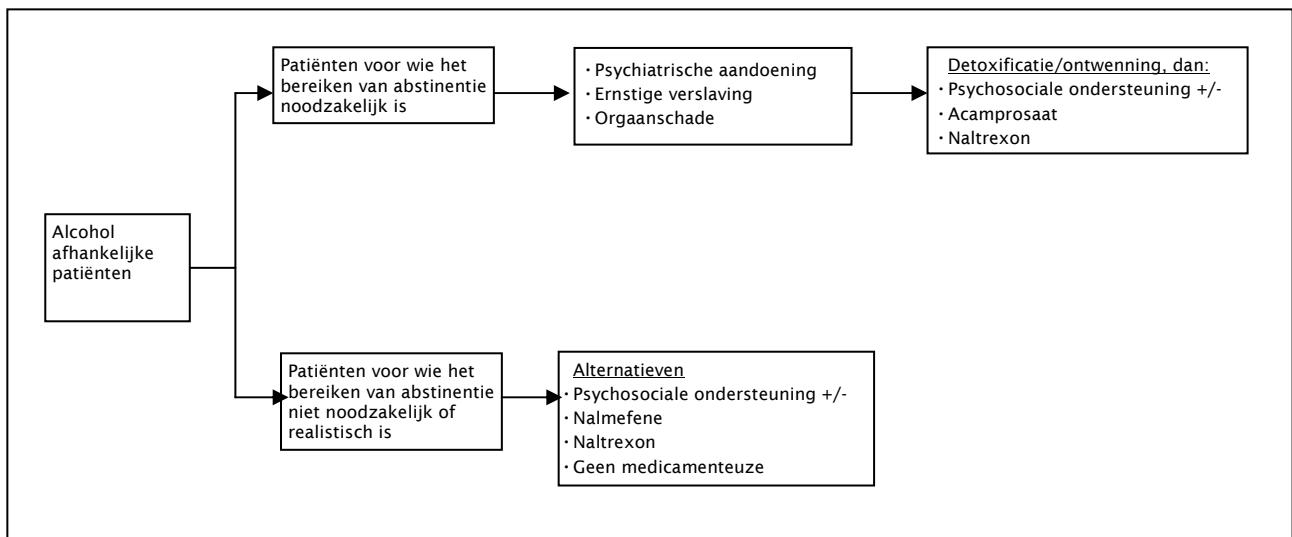 Alcohol
afhankelijke
patiënten
Patiënten voor wie het
bereiken van abstinentie
noodzakelijk is
· Psychiatrische aandoening
· Ernstige verslaving
· Orgaanschade
Detoxificatie/ontwenning, dan:
· Psychosociale ondersteuning +/-
· Acamprosaat
· Naltrexon
Patiënten voor wie het
bereiken van abstinentie
niet noodzakelijk of
realistisch is
Alternatieven
· Psychosociale ondersteuning +/-
· Nalmefene
· Naltrexon
· Geen medicamenteuze